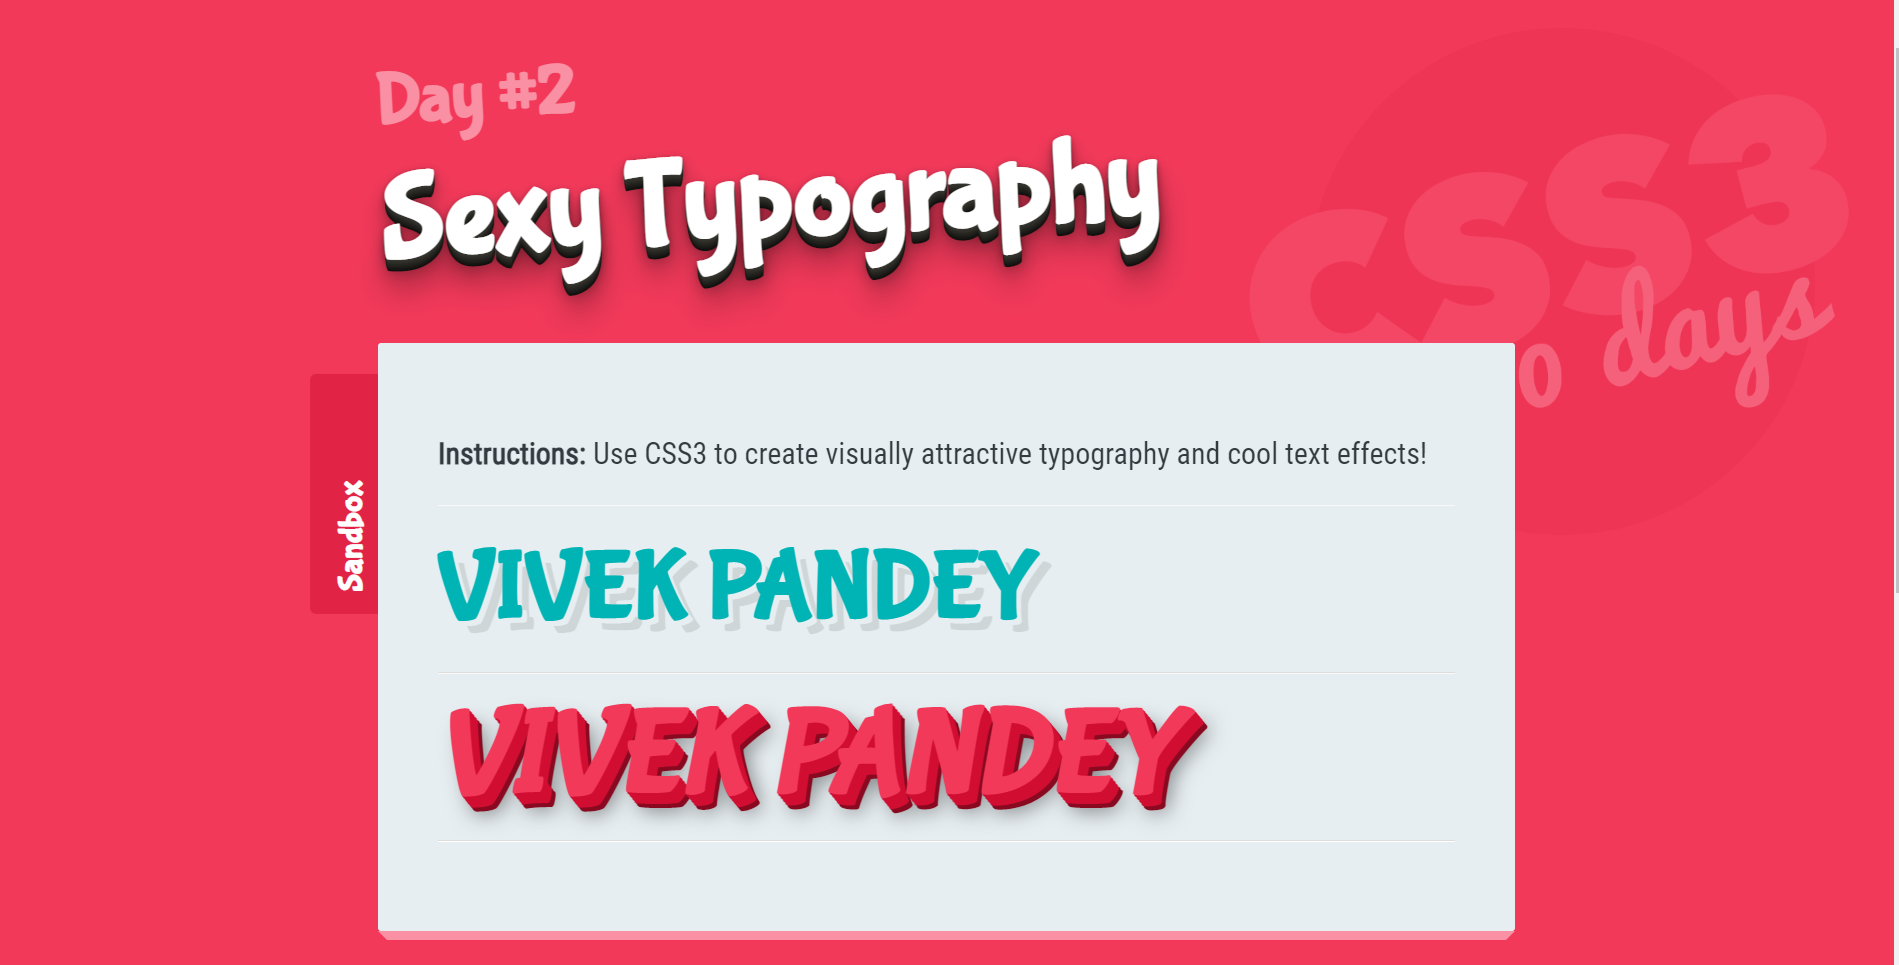 Day #2
Sexy Typography
CSS3
0 days
Sandbox
Instructions: Use CSS3 to create visually attractive typography and cool text effects!
VIVEK PANDEY
VIVEK PANDEY